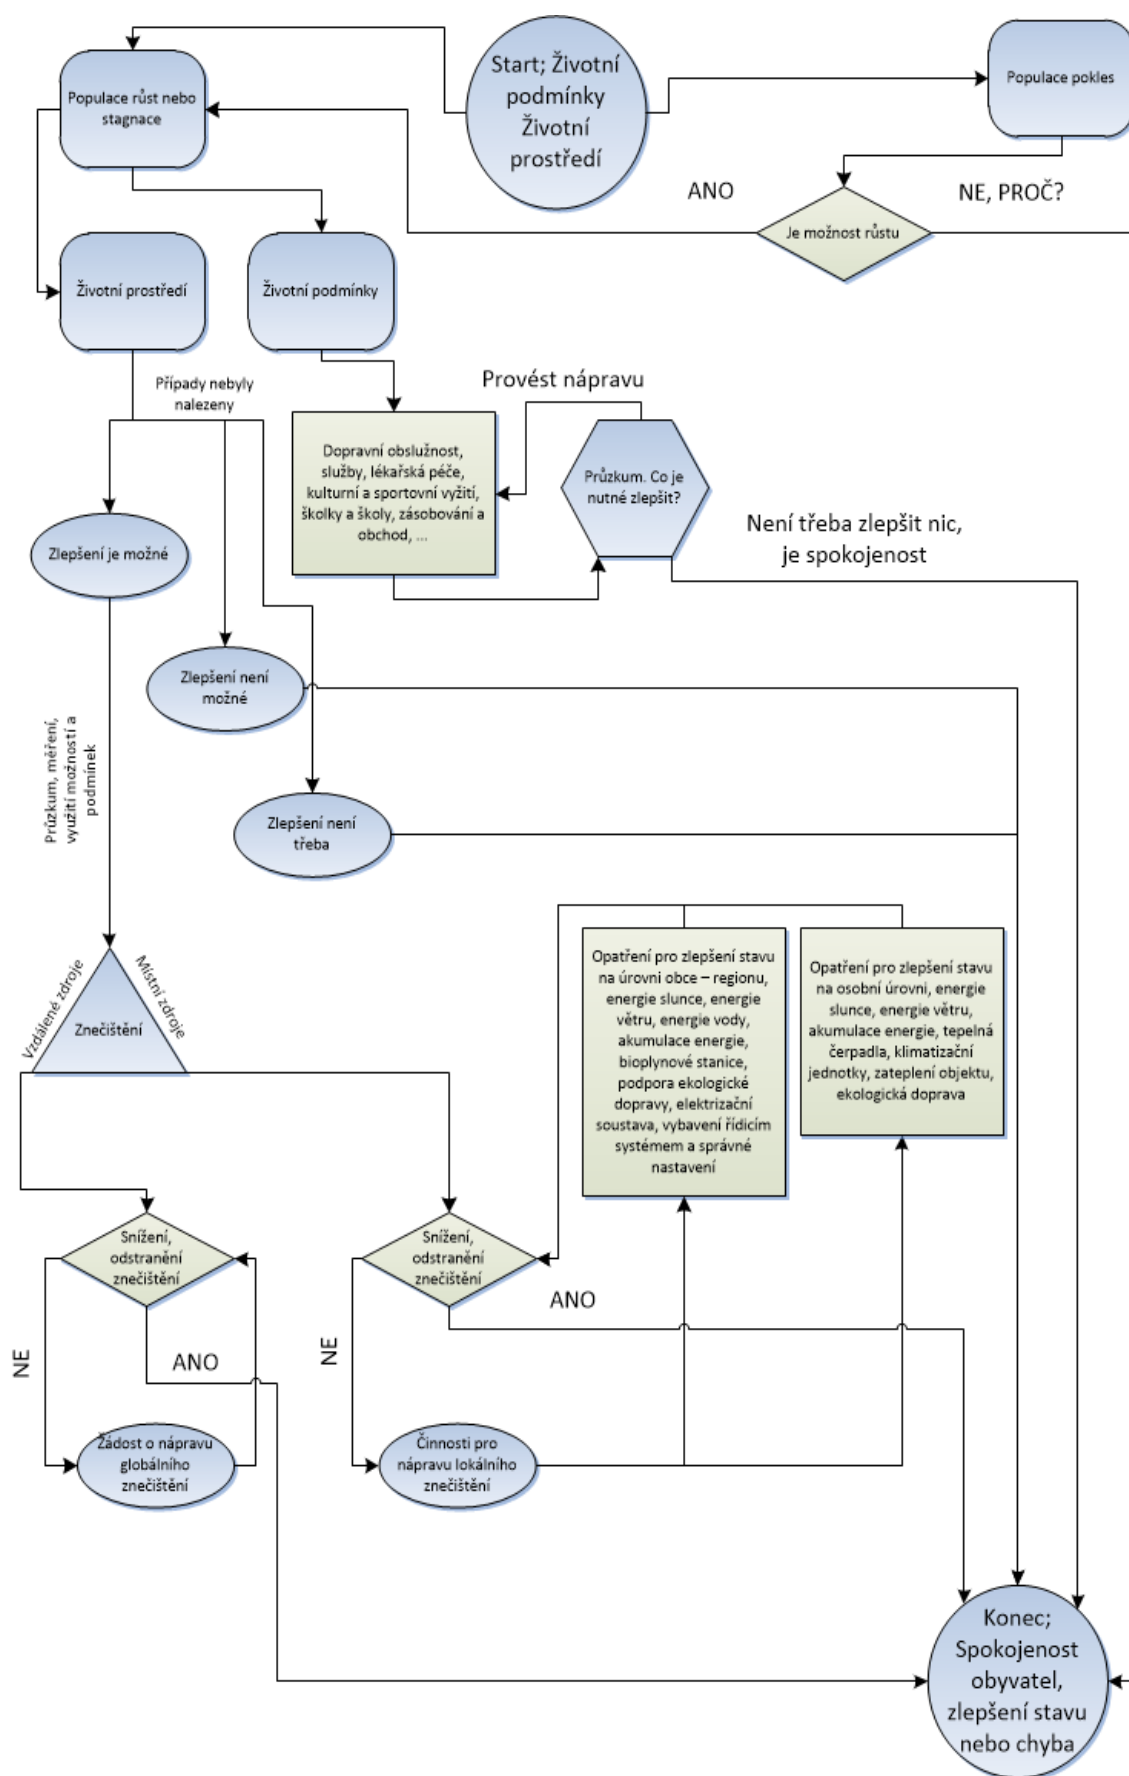 Start; Životní
podmínky
Životní
prostředí
Populace růst nebo
stagnace
Populace pokles
ANO
NE, PROČ?
Je možnost růstu
Životní prostředí
Životní podmínky
Případy nebyly
nalezeny
Provést nápravu
Dopravní obslužnost,
služby, lékařská péče,
kulturní a sportovní vyžití,
školky a školy, zásobování a
obchod, ...
Průzkum. Co je
nutné zlepšit?
Není třeba zlepšit nic,
je spokojenost
Zlepšení je možné
Zlepšení není
možné
Průzkum, měření,
využití možností a
podmínek
Zlepšení není
třeba
Vzdálené zdroje
Místní zdroje
Znečištění
Opatření pro zlepšení stavu
na úrovni obce – regionu,
energie slunce, energie
větru, energie vody,
akumulace energie,
bioplynové stanice,
podpora ekologické
dopravy, elektrizační
soustava, vybavení řídicím
systémem a správné
nastavení
Opatření pro zlepšení stavu
na osobní úrovni, energie
slunce, energie větru,
akumulace energie, tepelná
čerpadla, klimatizační
jednotky, zateplení objektu,
ekologická doprava
Snížení,
odstranění
znečištění
Snížení,
odstranění
znečištění
ANO
NE
ANO
NE
Žádost o nápravu
globálního
znečištění
Činnosti pro
nápravu lokálního
znečištění
Konec;
Spokojenost
obyvatel,
zlepšení stavu
nebo chyba